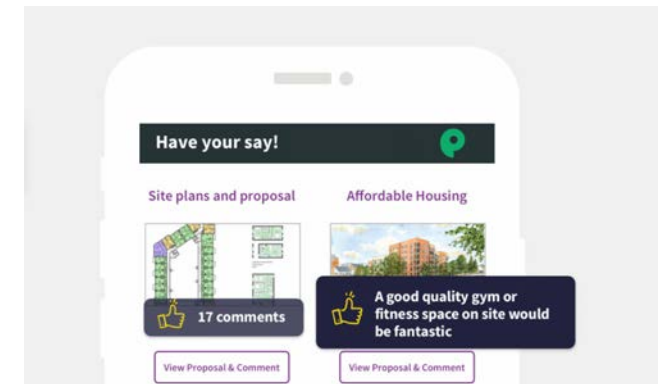 Have your say!
Site plans and proposal
Affordable Housing
17 comments
A good quality gym or
fitness space on site would
be fantastic
View Proposal & Comment
View Proposal & Comment